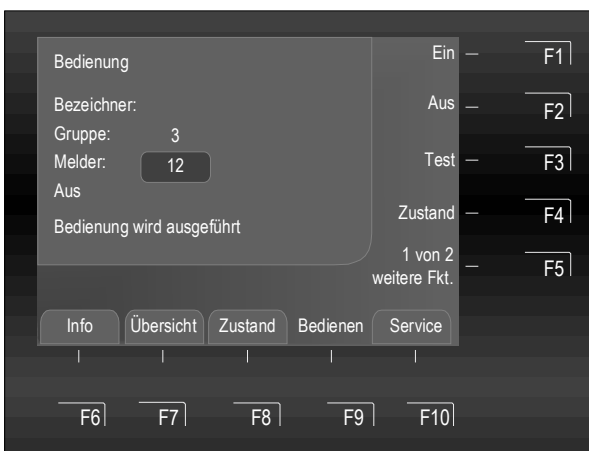 Bedienung
Bezeichner:
Gruppe: 3
Melder: 12
Aus
Bedienung wird ausgeführt
Ein – F1
Aus – F2
Test – F3
Zustand – F4
1 von 2
weitere Fkt. – F5
Info Übersicht Zustand Bedienen Service
F6 F7 F8 F9 F10